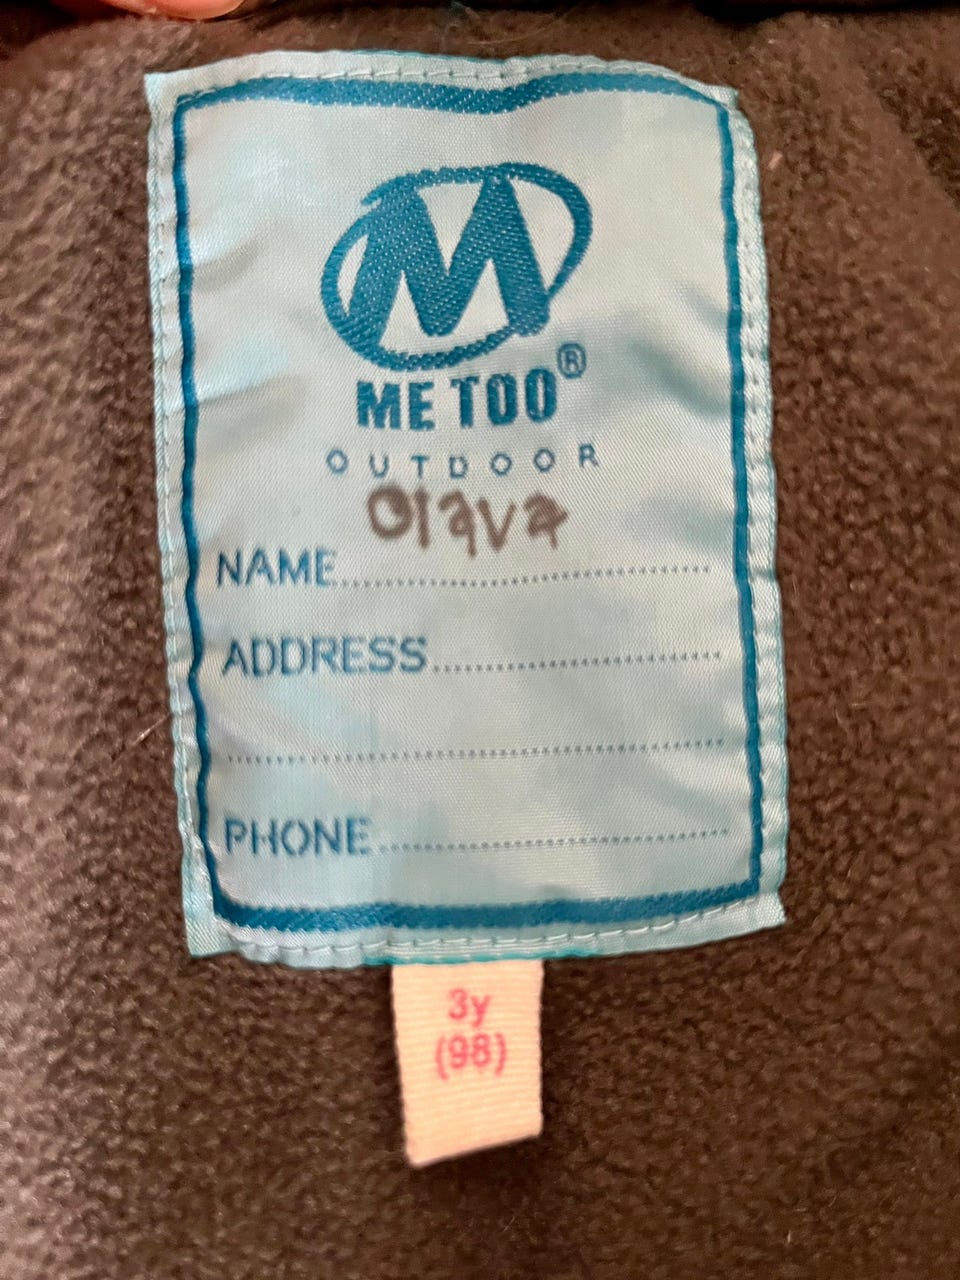 M
ME TOO®
OUTDOOR
Olava
NAME
ADDRESS
PHONE
3y
(98)